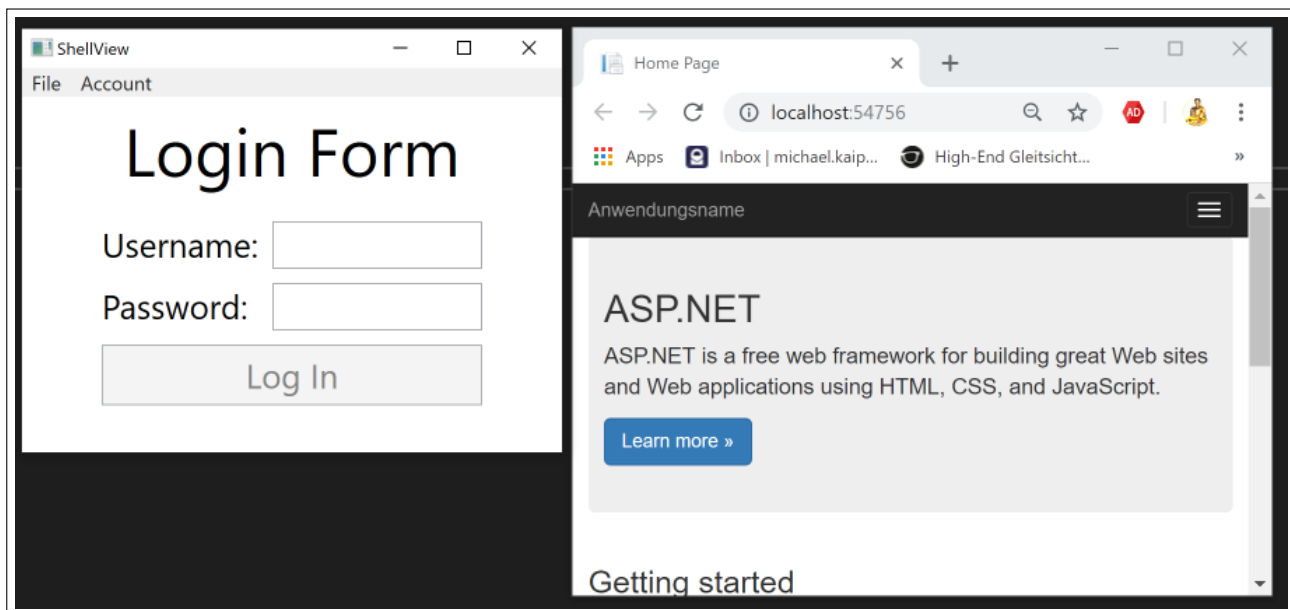 ShellView
File Account
Login Form
Username:
Password:
Log In
Home Page
localhost:54756
AD
Apps Inbox | michael.kaip... High-End Gleitsicht... »
Anwendungsname
ASP.NET
ASP.NET is a free web framework for building great Web sites
and Web applications using HTML, CSS, and JavaScript.
Learn more »
Getting started